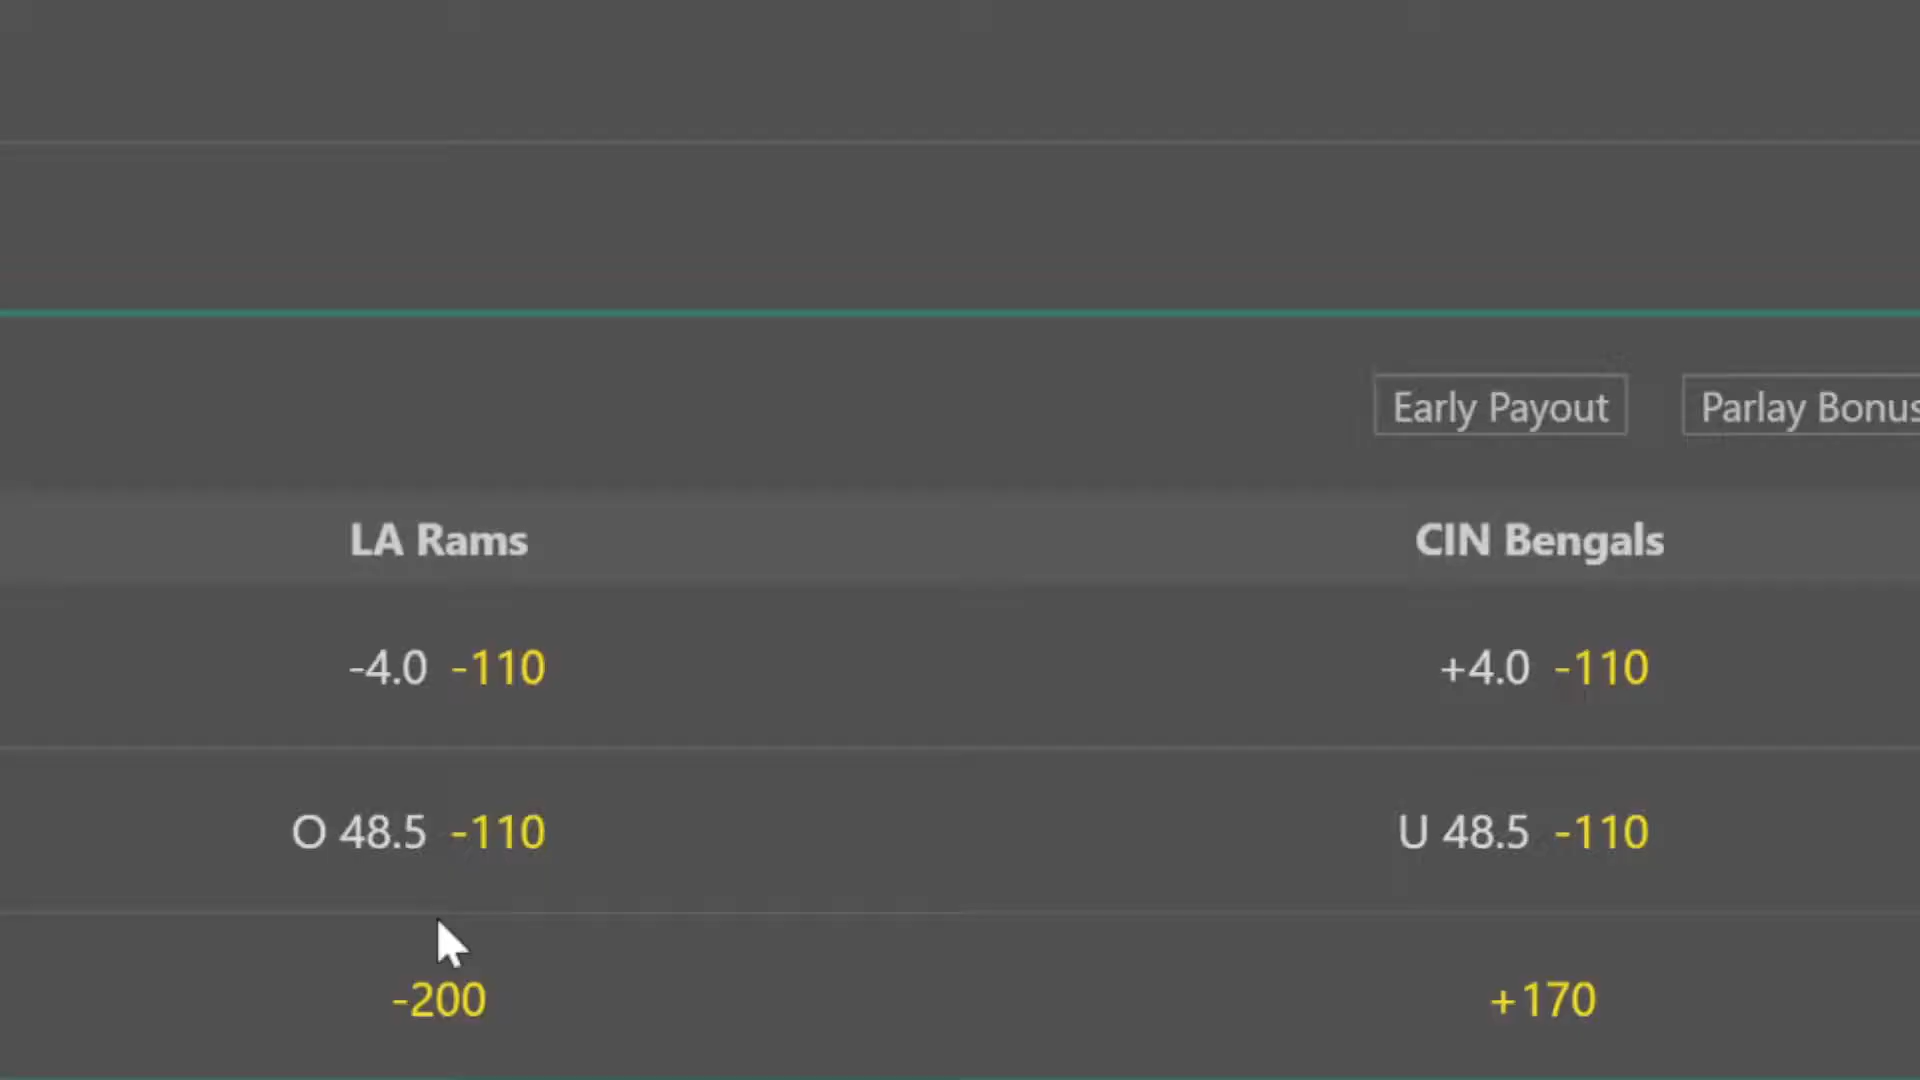 Early Payout Parlay Bonus
LA Rams CIN Bengals
-4.0 -110 +4.0 -110
O 48.5 -110 U 48.5 -110
-200 +170